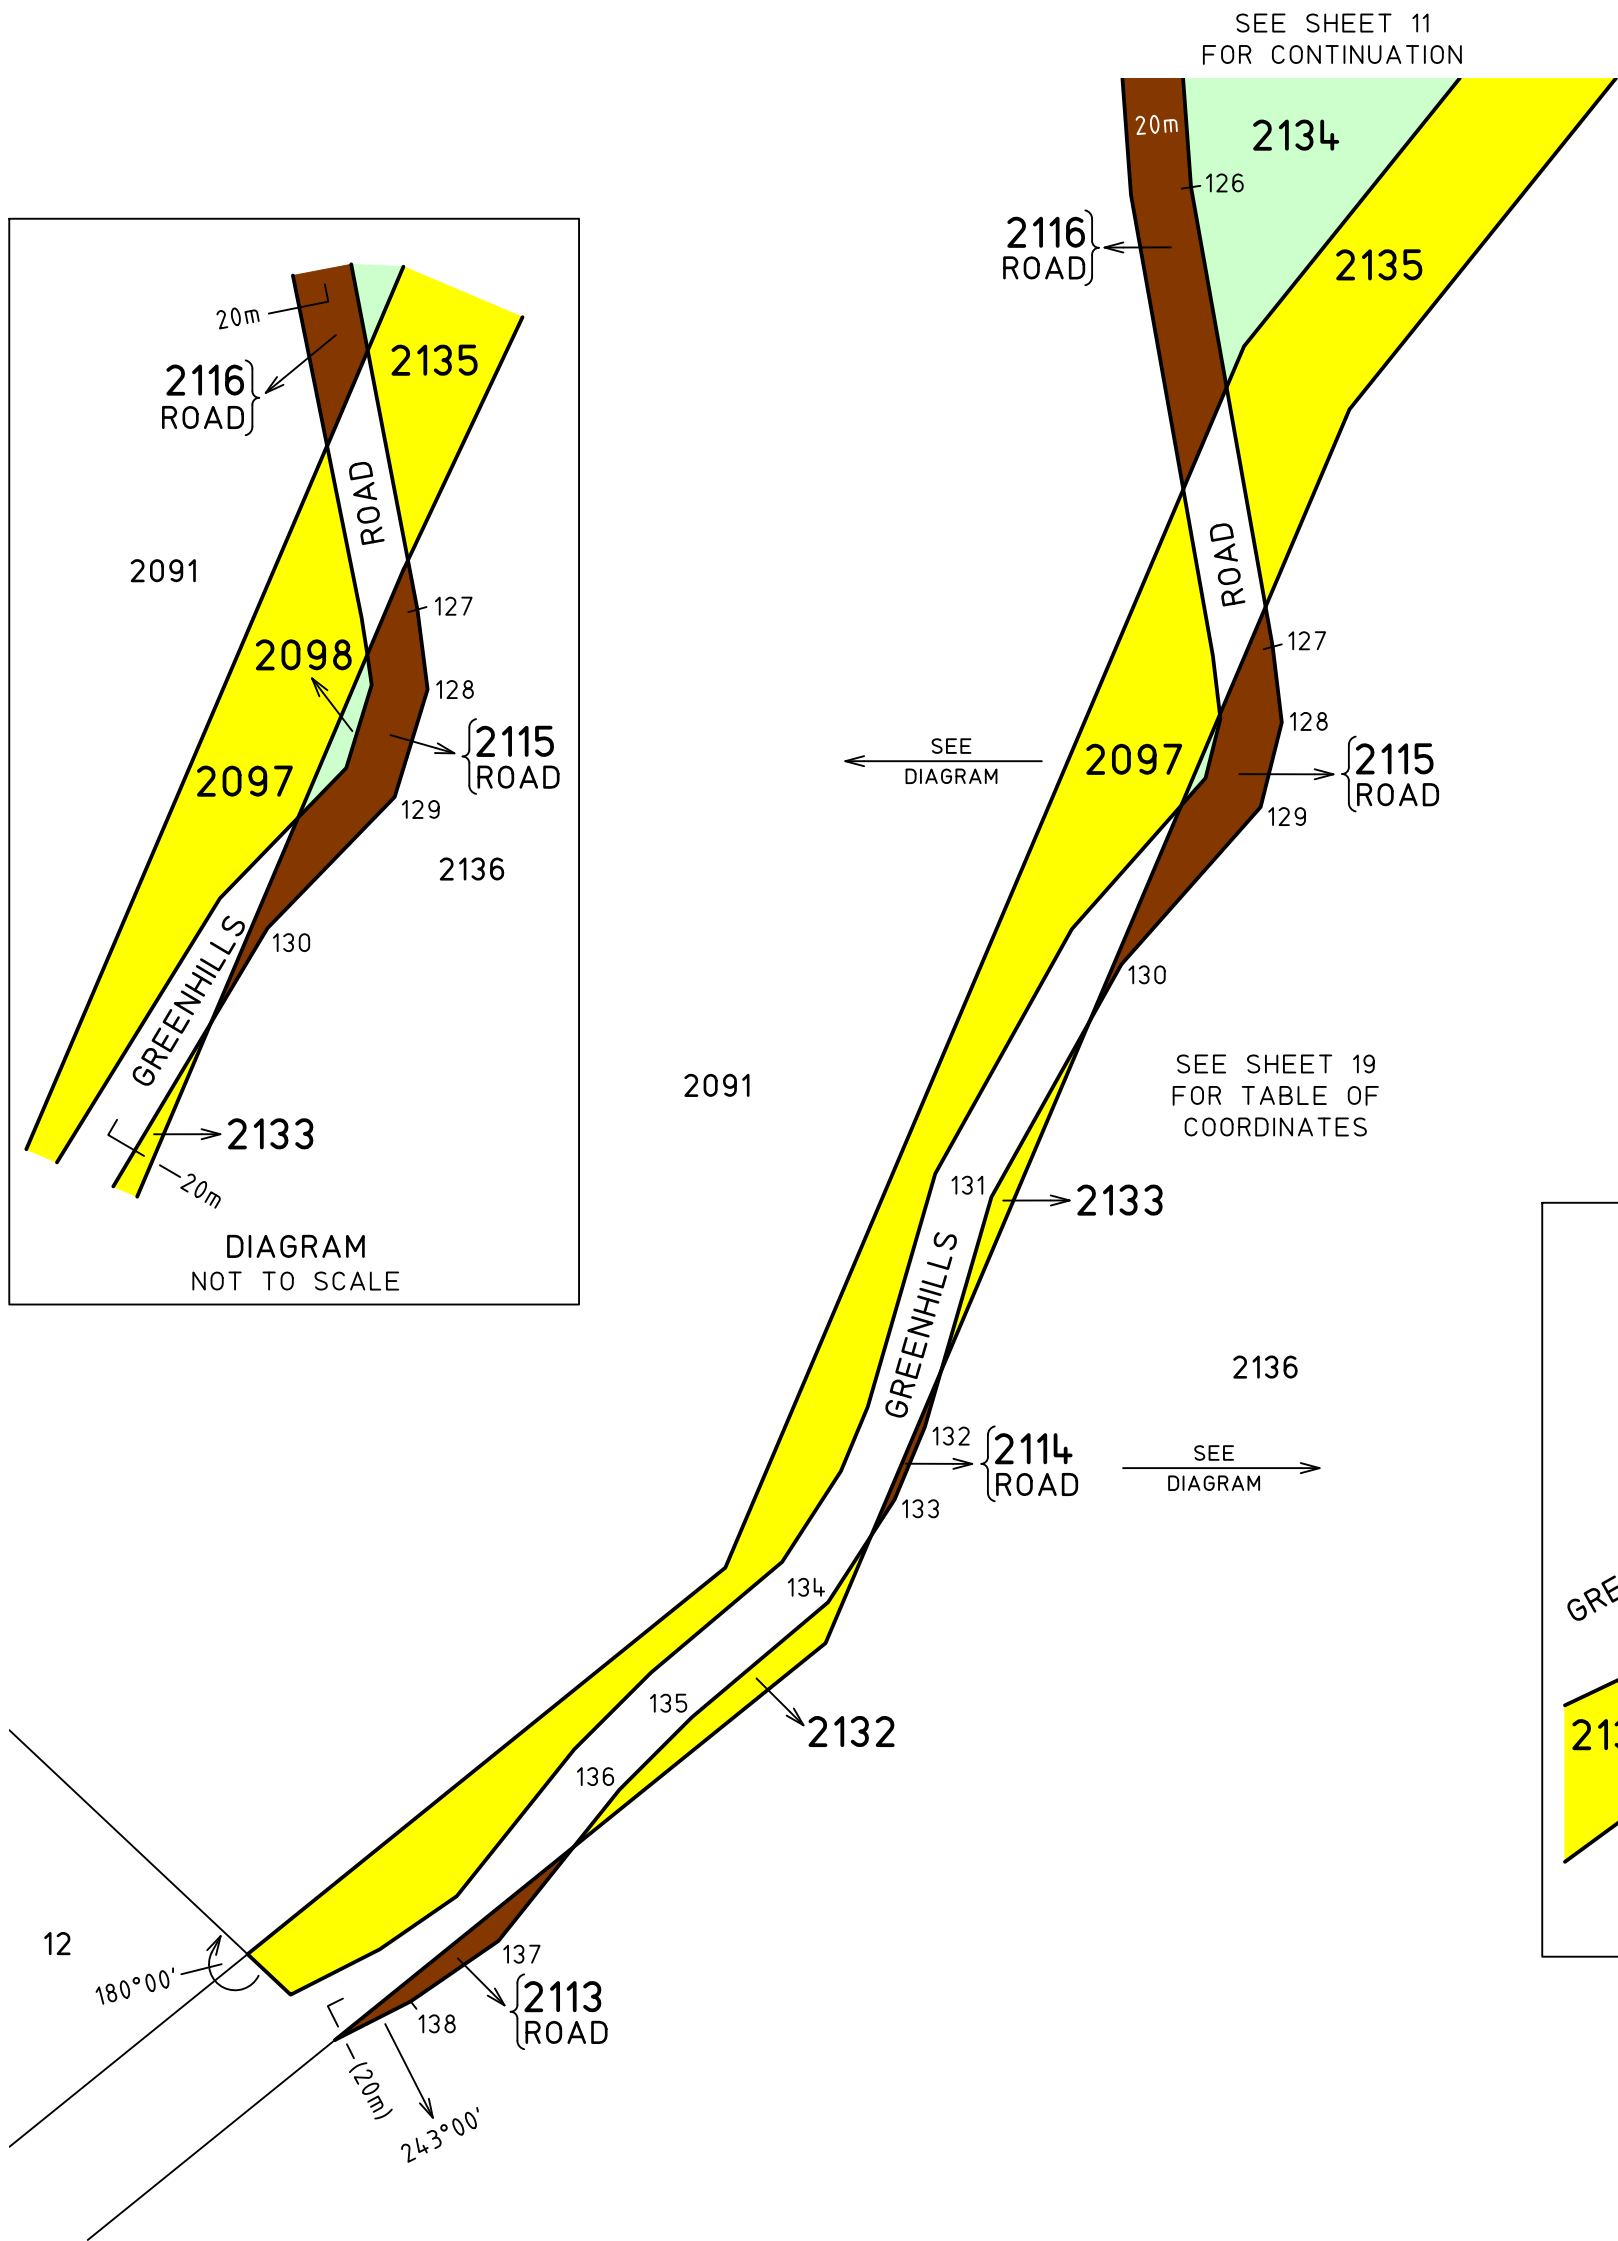 SEE SHEET 11
FOR CONTINUATION
20m
2134
126
2116
ROAD
2135
ROAD
127
128
2115
ROAD
129
2097
SEE
DIAGRAM
130
2091
SEE SHEET 19
FOR TABLE OF
COORDINATES
131
2133
GREENHILLS
2136
132
2114
ROAD
133
SEE
DIAGRAM
134
135
2132
136
12
180°00'
137
2113
ROAD
138
(20m)
243°00'
20m
2116
ROAD
2135
ROAD
2091
127
2098
128
2115
ROAD
2097
129
2136
130
GREENHILLS
2133
20m
DIAGRAM
NOT TO SCALE